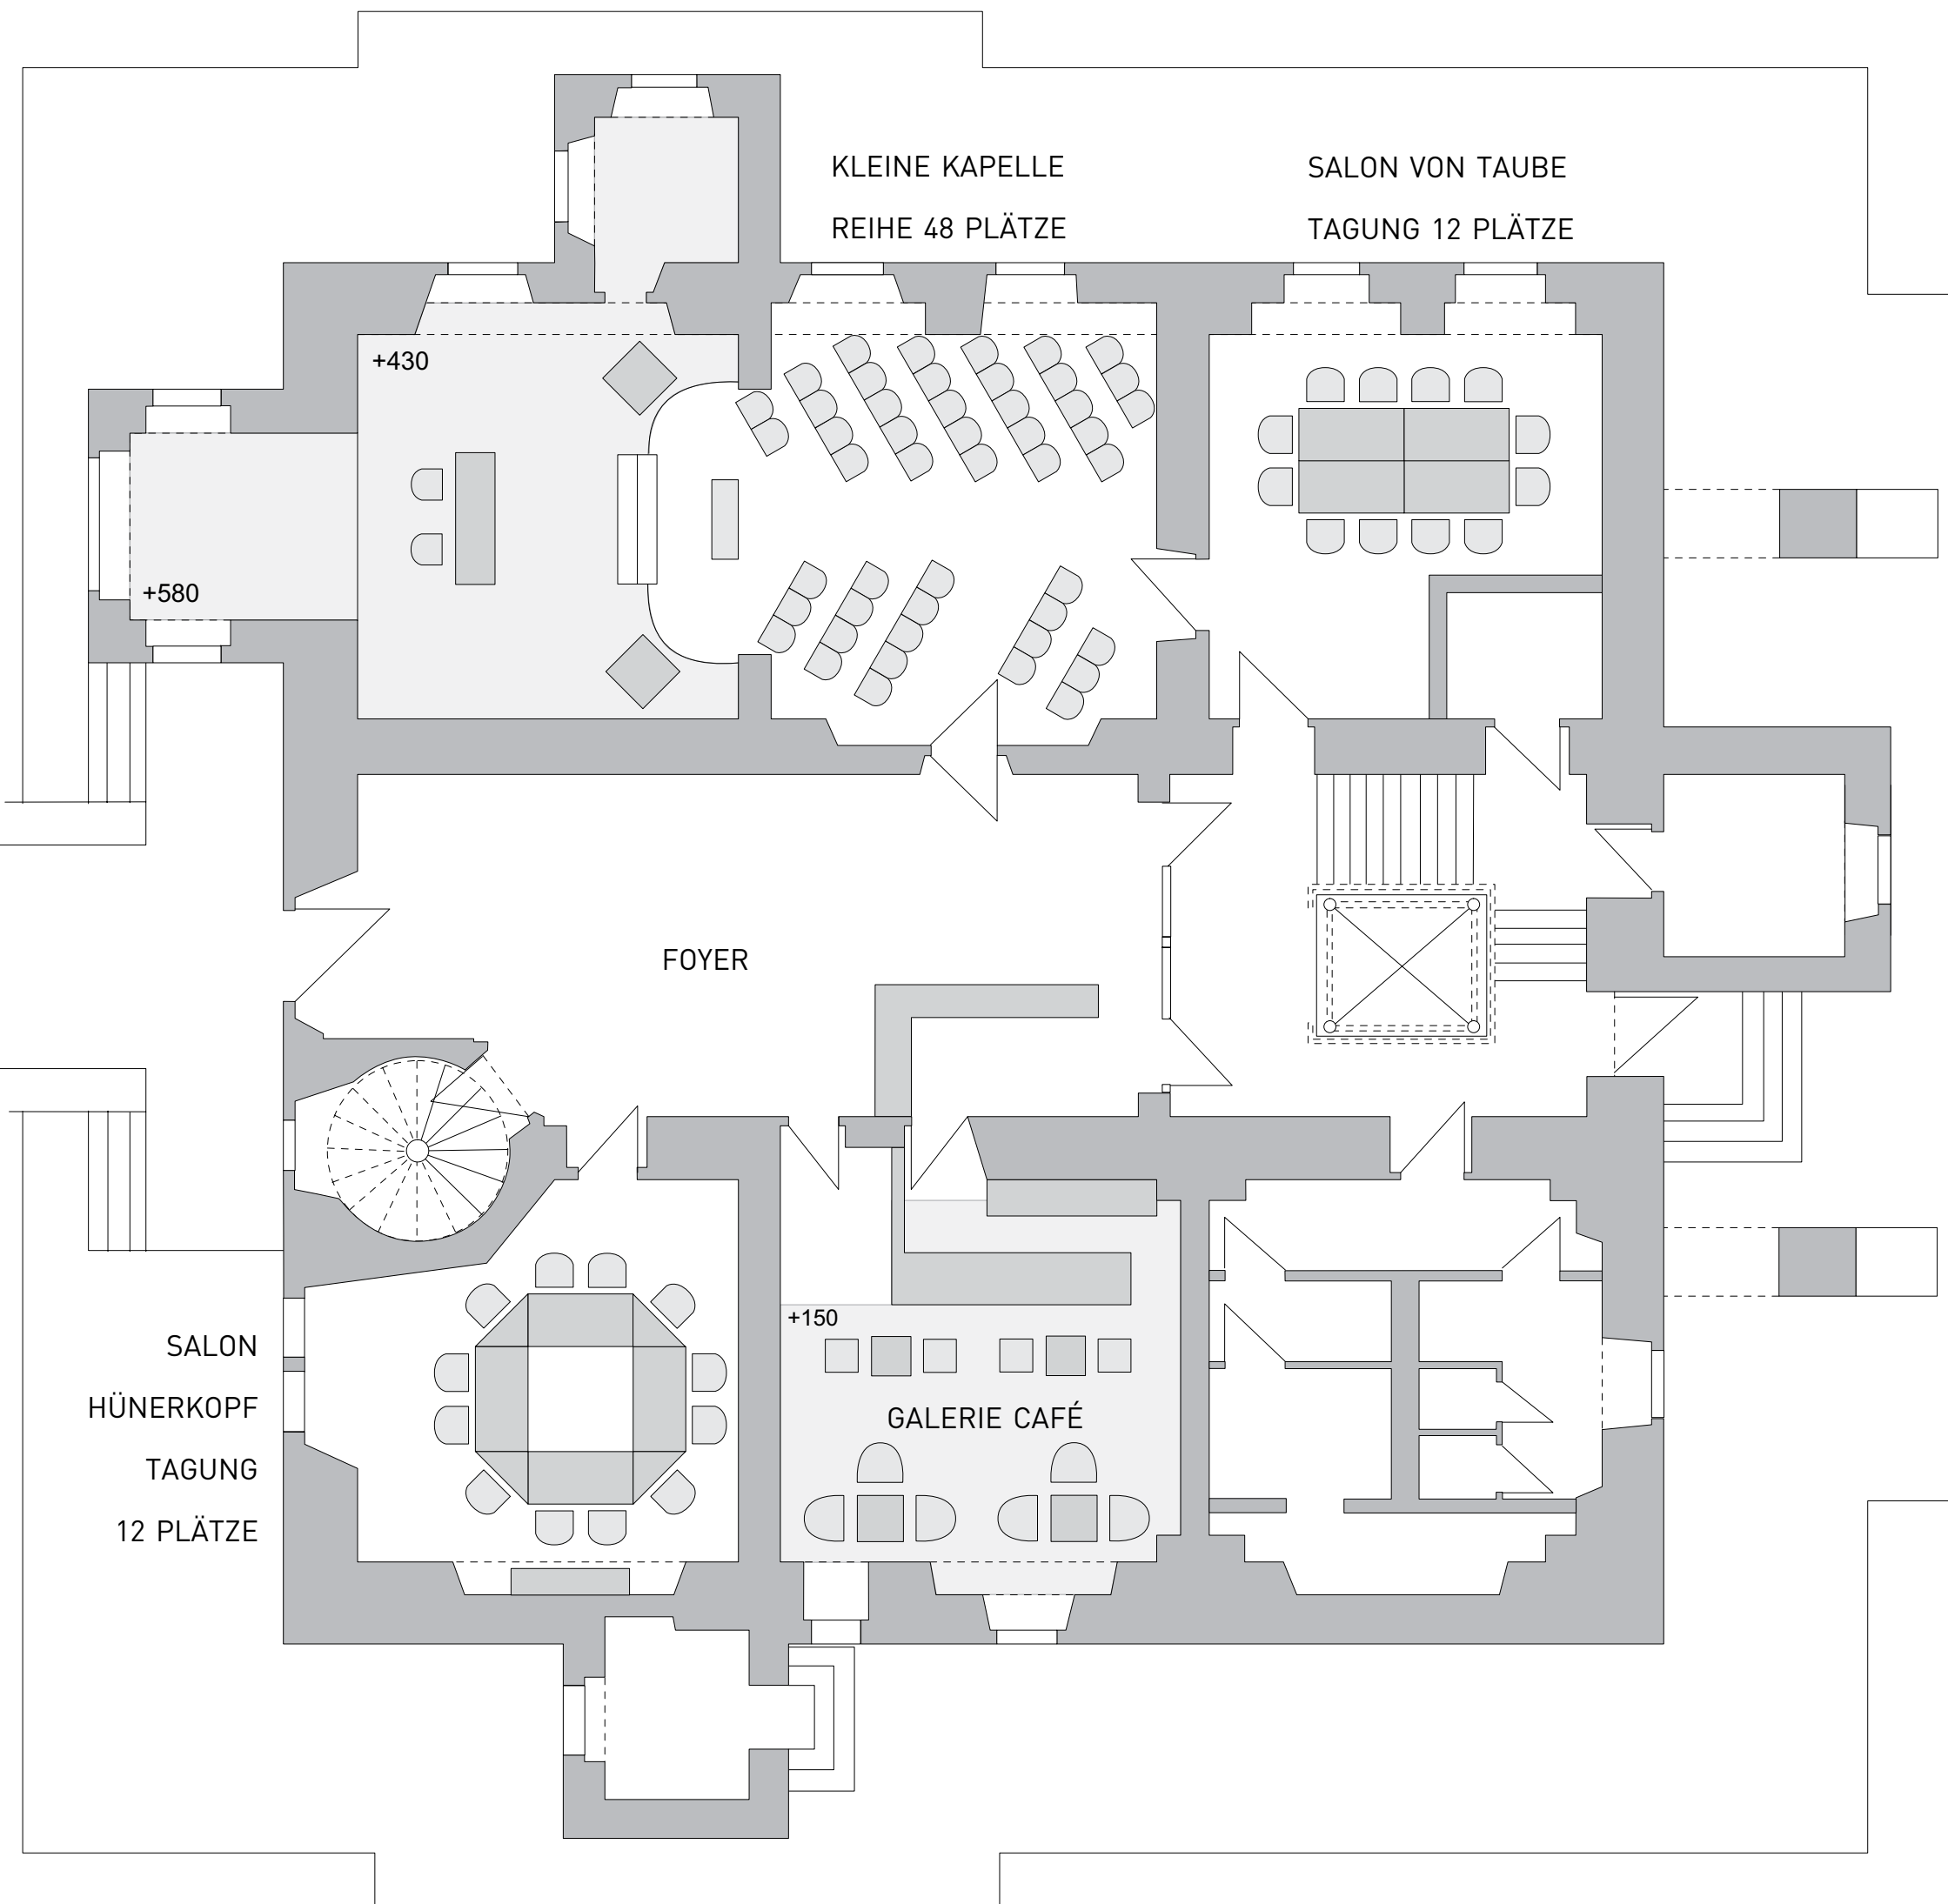 KLEINE KAPELLE
REIHE 48 PLÄTZE
SALON VON TAUBE
TAGUNG 12 PLÄTZE
+430
+580
FOYER
+150
GALERIE CAFÉ
SALON
HÜNERKOPF
TAGUNG
12 PLÄTZE